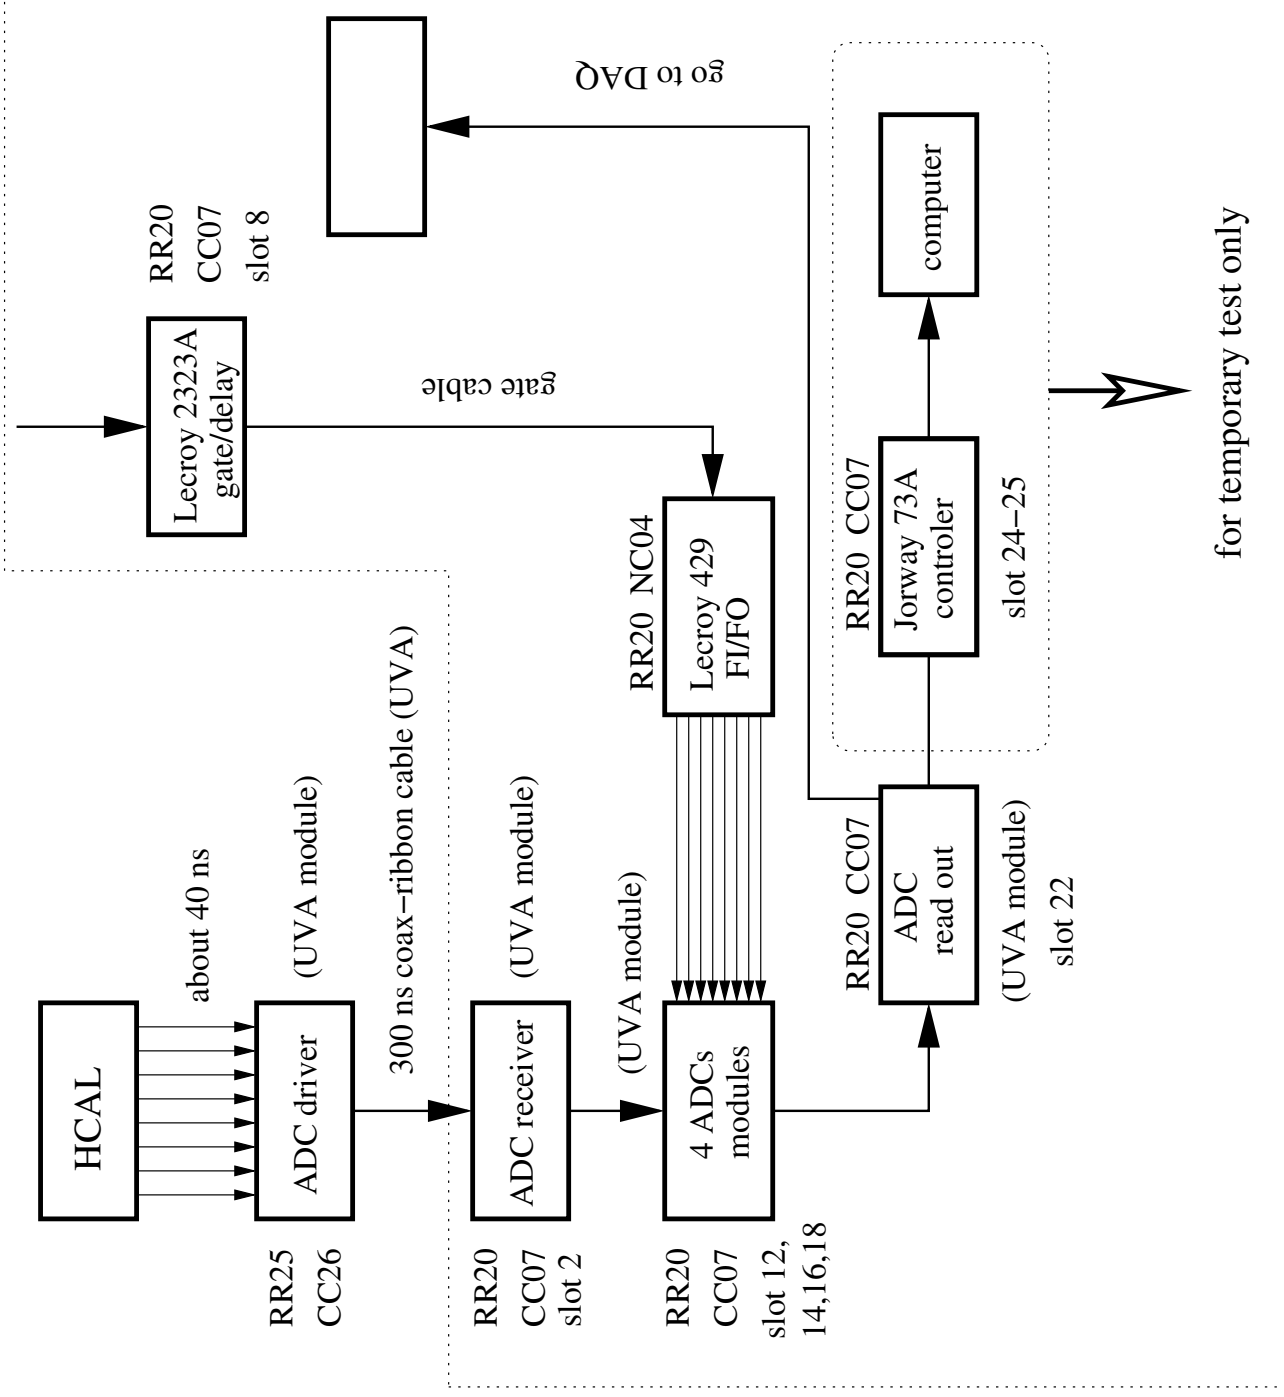 HCAL
about 40 ns
ADC driver
(UVA module)
RR25
CC26
300 ns coax−ribbon cable (UVA)
ADC receiver
(UVA module)
RR20
CC07
slot 2
(UVA module)
4 ADCs
modules
RR20
CC07
slot 12,
14,16,18
RR20
CC07
slot 8
Lecroy 2323A
gate/delay
gate cable
RR20 NC04
Lecroy 429
FI/FO
go to DAQ
RR20 CC07
ADC
read out
(UVA module)
slot 22
RR20 CC07
Jorway 73A
controler
slot 24−25
computer
for temporary test only